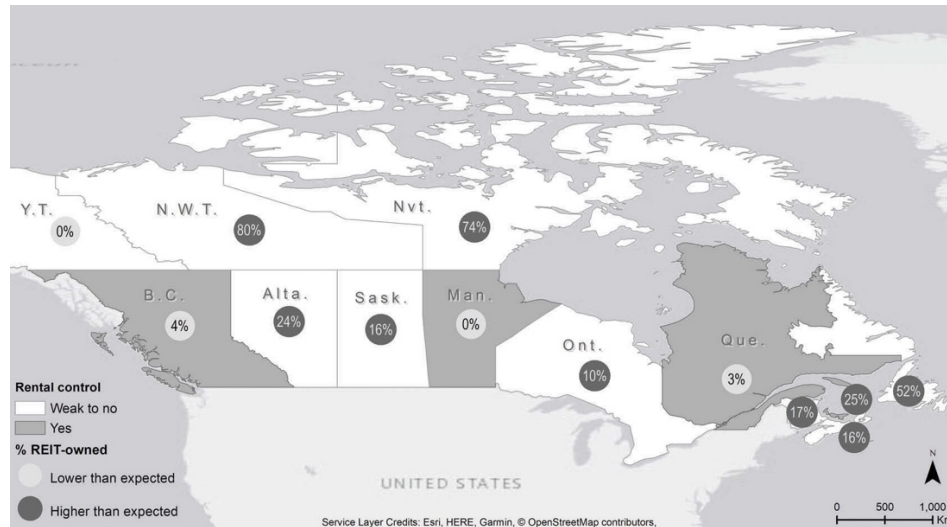 Y.T.
0%
N.W.T.
80%
Nvt.
74%
B.C.
4%
Alta.
24%
Sask.
16%
Man.
0%
Ont.
10%
Que.
3%
17%
25%
52%
16%
Rental control
Weak to no
Yes
% REIT-owned
Lower than expected
Higher than expected
UNITED STATES
N
0 500 1,000
Service Layer Credits: Esri, HERE, Garmin, © OpenStreetMap contributors,